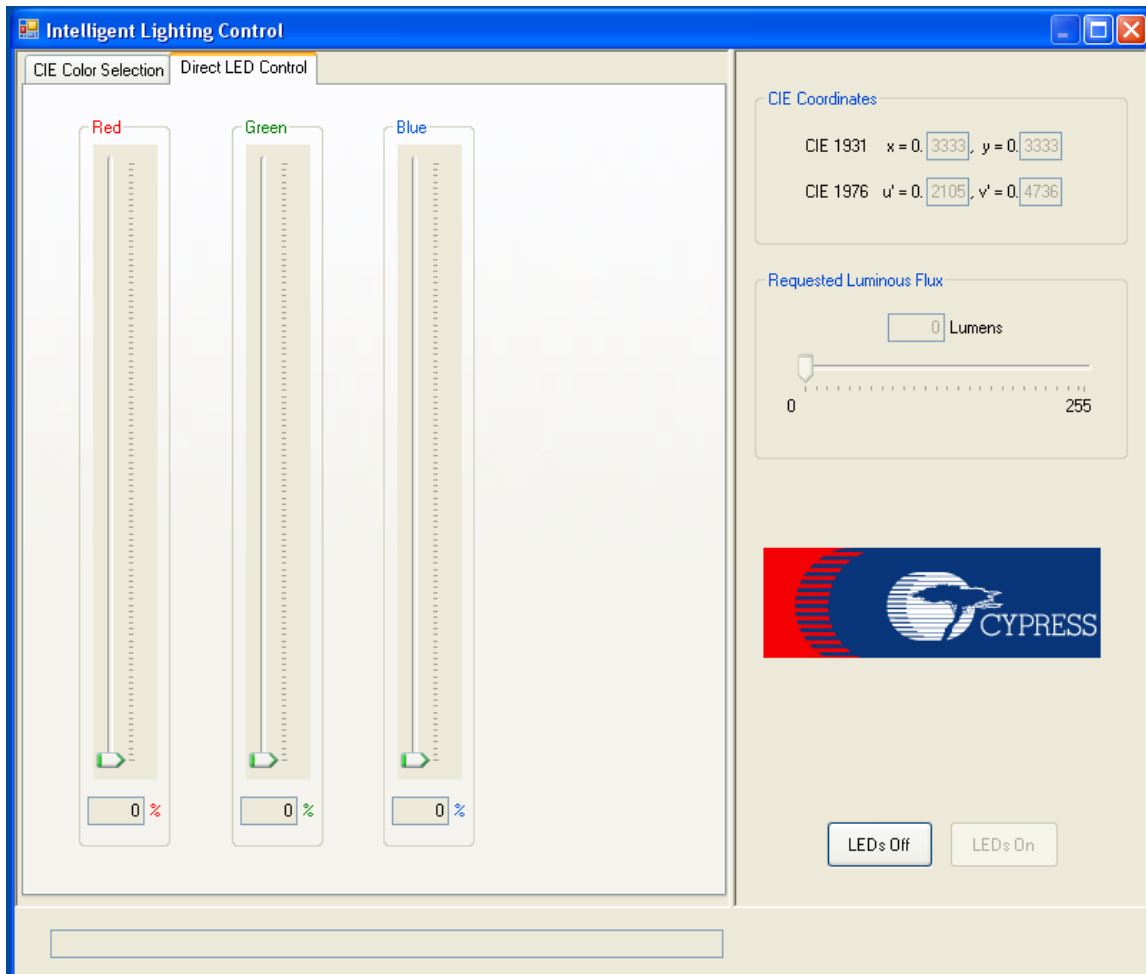 Intelligent Lighting Control
CIE Color Selection
Direct LED Control
Red
Green
Blue
0 %
0 %
0 %
CIE Coordinates
CIE 1931 x = 0. 3333 , y = 0. 3333
CIE 1976 u' = 0. 2105 , v' = 0. 4736
Requested Luminous Flux
0 Lumens
0
255
CYPRESS
LEDs Off
LEDs On